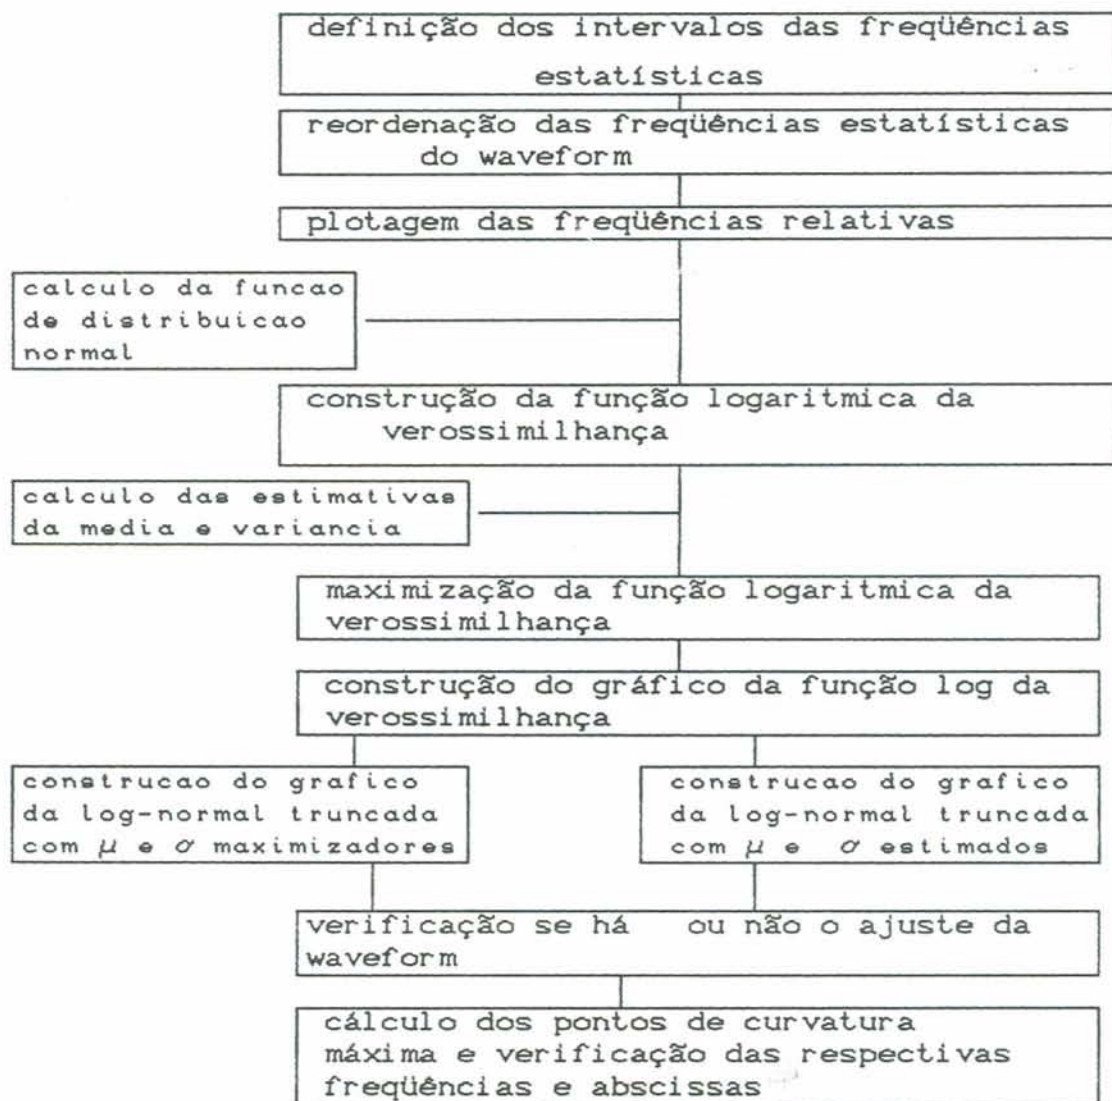 definição dos intervalos das freqüências
estatísticas
reordenação das freqüências estatísticas
do waveform
plotagem das freqüências relativas
calculo da funcao
de distribuicao
normal
construção da função logaritmica da
verossimilhança
calculo das estimativas
da media e variancia
maximização da função logaritmica da
verossimilhança
construção do gráfico da função log da
verossimilhança
construcao do grafico
da log-normal truncada
com μ e σ maximizadores
construcao do grafico
da log-normal truncada
com μ e σ estimados
verificação se há ou não o ajuste da
waveform
cálculo dos pontos de curvatura
máxima e verificação das respectivas
freqüências e abscissas